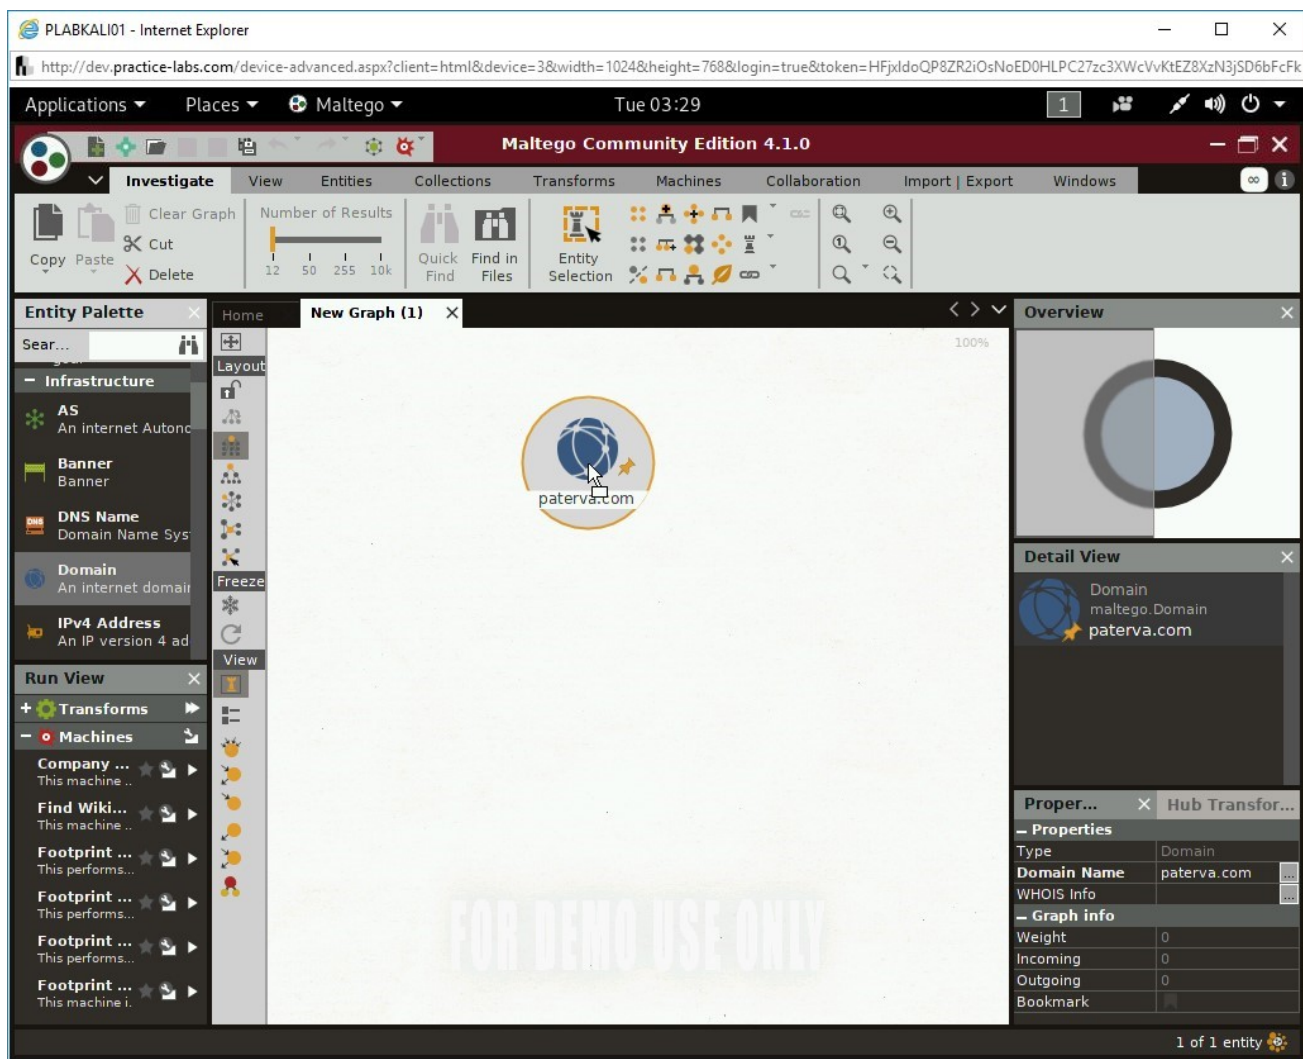 PLABKALI01 - Internet Explorer
http://dev.practice-labs.com/device-advanced.aspx?client=html&device=3&width=1024&height=768&login=true&token=HFjxIdoQP8ZR2iOsNoED0HLPC27zc3XWcVvKtEZ8XzN3jSD6bFcFk
Applications Places Maltego Tue 03:29 1
Maltego Community Edition 4.1.0
Investigate View Entities Collections Transforms Machines Collaboration Import | Export Windows
Copy Paste Clear Graph Cut Delete
Number of Results
12 50 255 10k
Quick Find
Find in Files
Entity Selection
Entity Palette
Sear...
Infrastructure
AS
An internet Autono
Banner
Banner
DNS Name
Domain Name Sys
Domain
An internet domai
IPv4 Address
An IP version 4 ad
Run View
Transforms
Machines
Company ...
This machine ..
Find Wiki...
This machine ..
Footprint ...
This performs...
Footprint ...
This performs...
Footprint ...
This performs...
Footprint ...
This machine i.
Home New Graph (1)
100%
Layout
Freeze
View
paterva.com
FOR DEMO USE ONLY
Overview
Detail View
Domain
maltego.Domain
paterva.com
Proper... Hub Transfor...
Properties
Type Domain
Domain Name paterva.com ...
WHOIS Info ...
Graph info
Weight 0
Incoming 0
Outgoing 0
Bookmark
1 of 1 entity